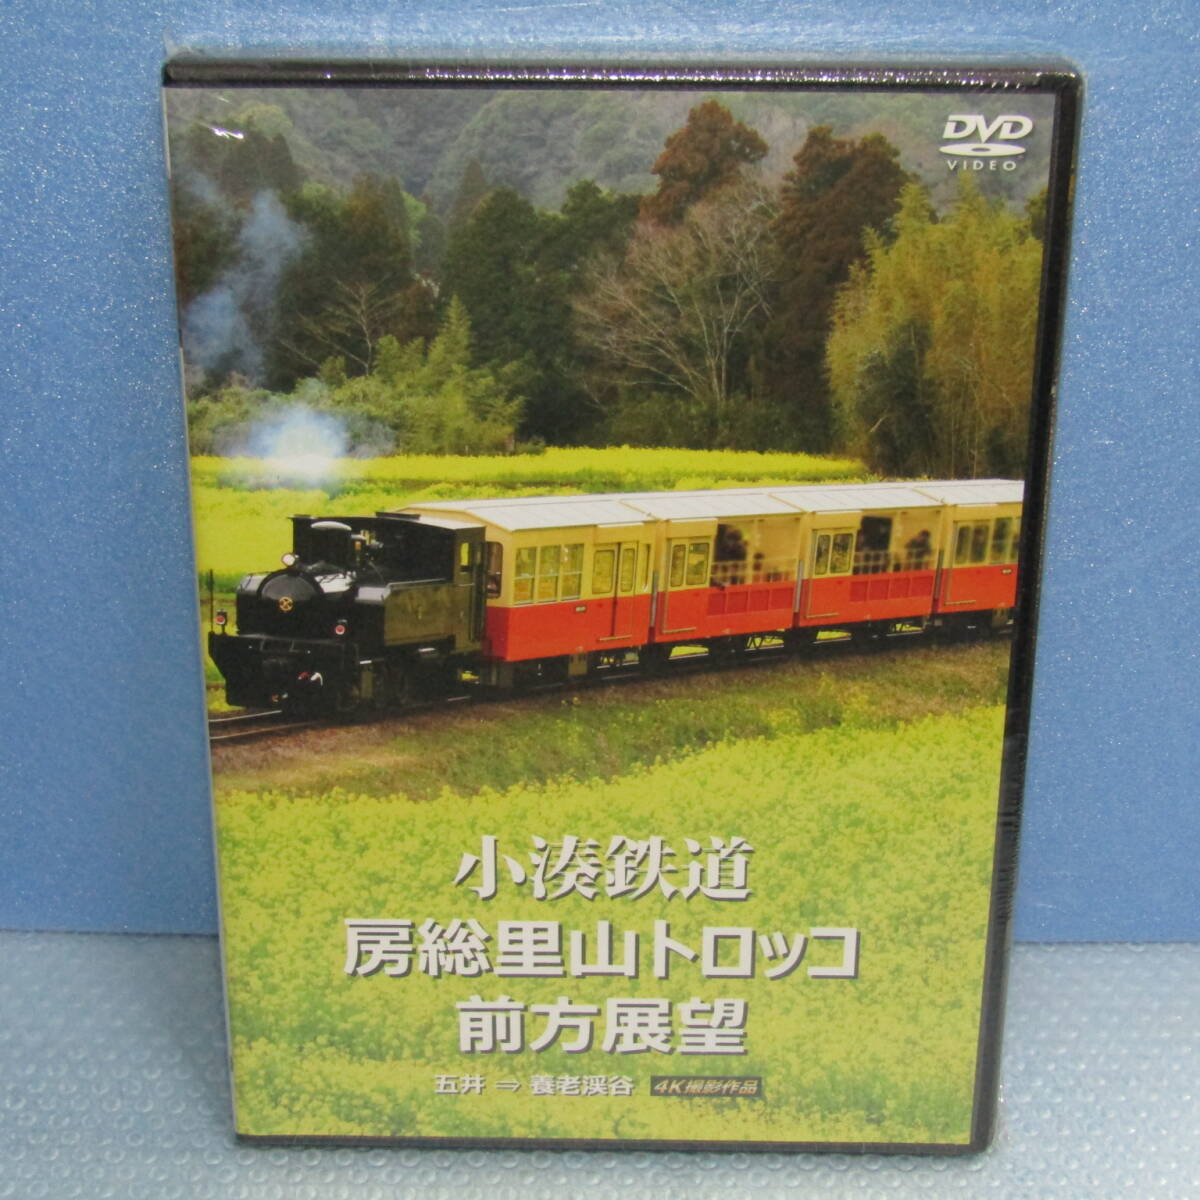 DVD
VIDEO
小湊鉄道
房総里山トロッコ
前方展望
五井 ⇒ 養老渓谷 4K撮影作品